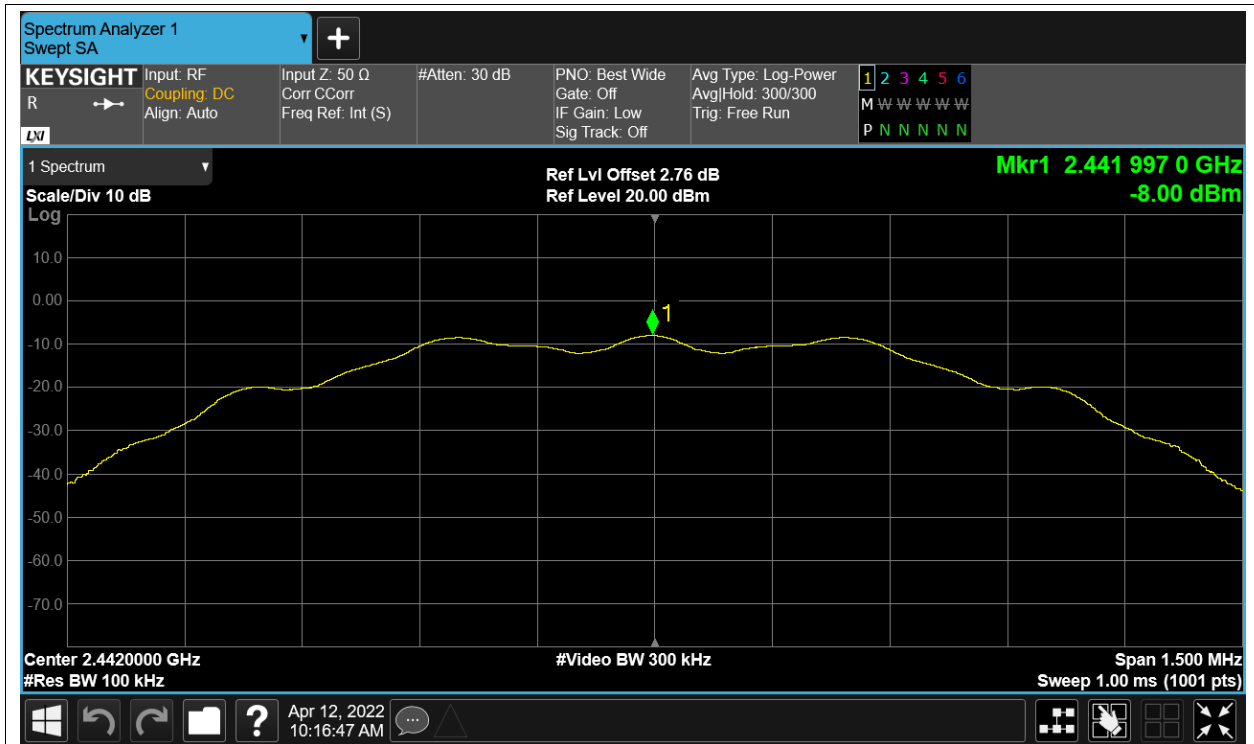 Spectrum Analyzer 1
Swept SA
+
KEYSIGHT
R
LXI
Input: RF
Coupling: DC
Align: Auto
Input Z: 50 Ω
Corr CCorr
Freq Ref: Int (S)
#Atten: 30 dB
PNO: Best Wide
Gate: Off
IF Gain: Low
Sig Track: Off
Avg Type: Log-Power
Avg|Hold: 300/300
Trig: Free Run
1 2 3 4 5 6
M W W W W W
P N N N N N
1 Spectrum
Scale/Div 10 dB
Log
Ref Lvl Offset 2.76 dB
Ref Level 20.00 dBm
Mkr1 2.441 997 0 GHz
-8.00 dBm
10.0
0.00
1
-10.0
-20.0
-30.0
-40.0
-50.0
-60.0
-70.0
Center 2.4420000 GHz
#Video BW 300 kHz
Span 1.500 MHz
#Res BW 100 kHz
Sweep 1.00 ms (1001 pts)
?
Apr 12, 2022
10:16:47 AM